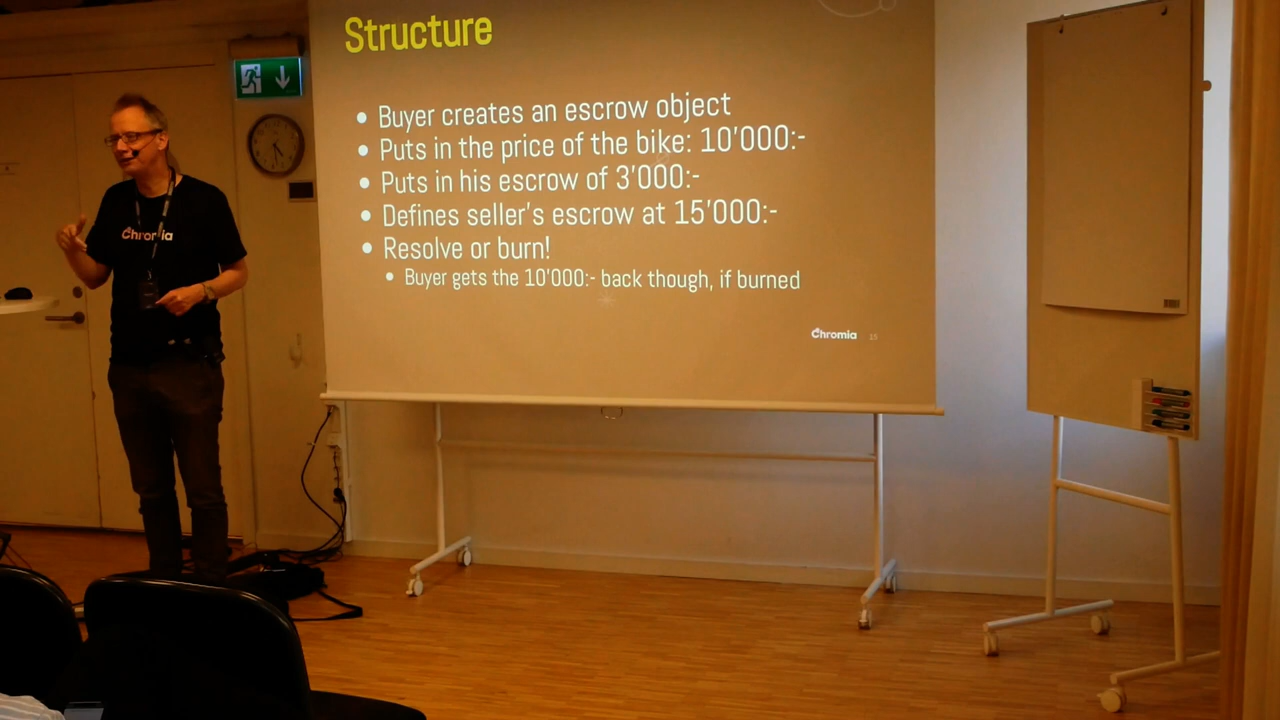 Structure
• Buyer creates an escrow object
• Puts in the price of the bike: 10'000:-
• Puts in his escrow of 3'000:-
• Defines seller's escrow at 15'000:-
• Resolve or burn!
• Buyer gets the 10'000:- back though, if burned
Chromia 15
Chromia